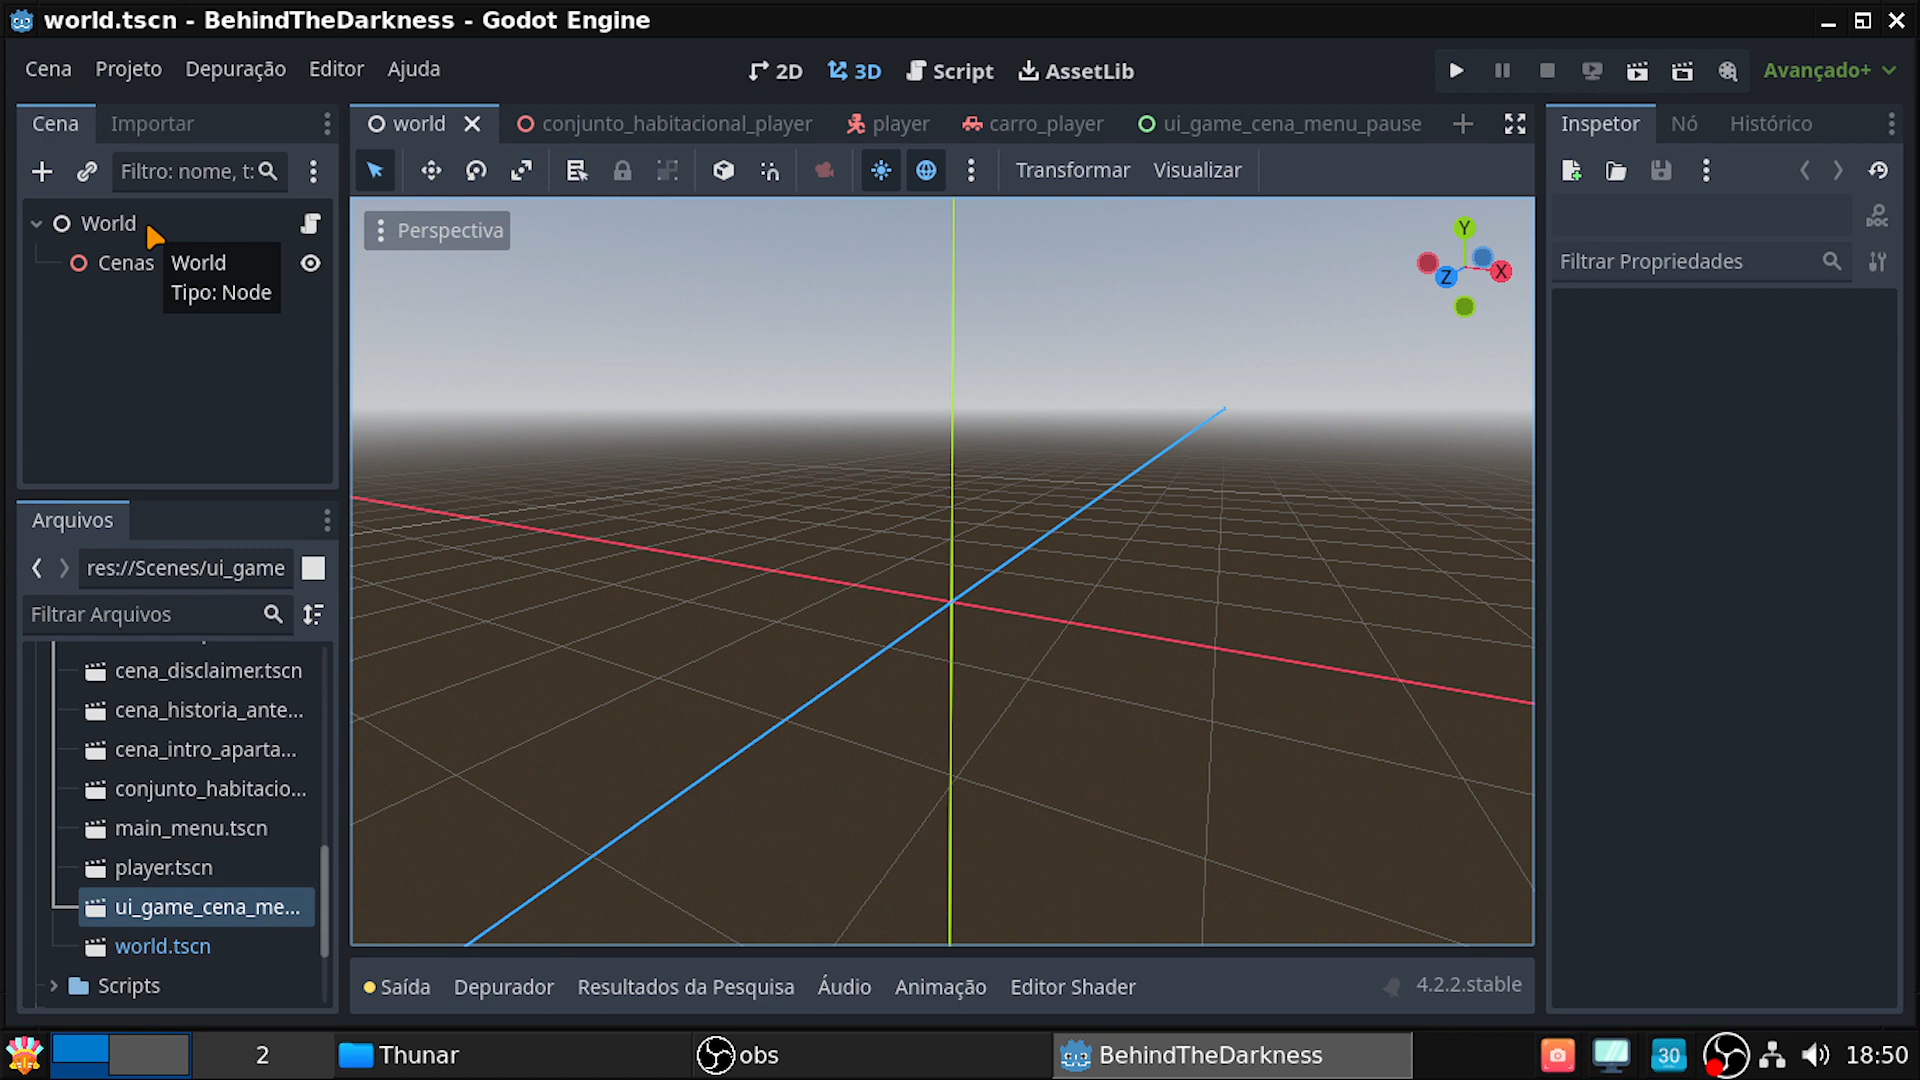 world.tscn - BehindTheDarkness - Godot Engine
Cena Projeto Depuração Editor Ajuda
2D 3D Script AssetLib
Avançado+
Cena Importar
world conjunto_habitacional_player player carro_player ui_game_cena_menu_pause
Inspetor Nó Histórico
Filtro: nome, t:
Transformar Visualizar
World
Cenas
World
Tipo: Node
Perspectiva
Y
X
Z
Filtrar Propriedades
Arquivos
res://Scenes/ui_game
Filtrar Arquivos
cena_disclaimer.tscn
cena_historia_ante...
cena_intro_aparta...
conjunto_habitacio...
main_menu.tscn
player.tscn
ui_game_cena_me...
world.tscn
Scripts
Saída Depurador Resultados da Pesquisa Áudio Animação Editor Shader
4.2.2.stable
2 Thunar obs BehindTheDarkness 30 18:50